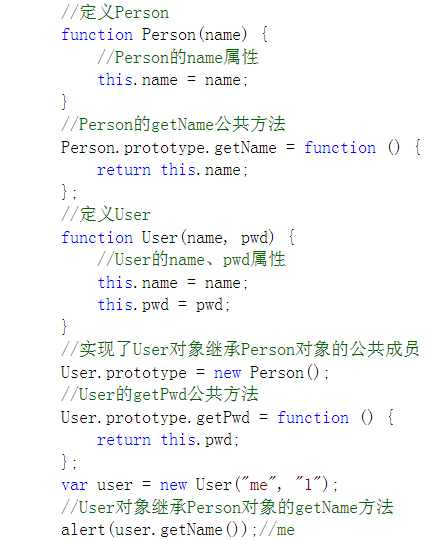 //定义Person
function Person(name) {
    //Person的name属性
    this.name = name;
}
//Person的getName公共方法
Person.prototype.getName = function () {
    return this.name;
};
//定义User
function User(name, pwd) {
    //User的name、pwd属性
    this.name = name;
    this.pwd = pwd;
}
//实现了User对象继承Person对象的公共成员
User.prototype = new Person();
//User的getPwd公共方法
User.prototype.getPwd = function () {
    return this.pwd;
};
var user = new User("me", "1");
//User对象继承Person对象的getName方法
alert(user.getName());//me